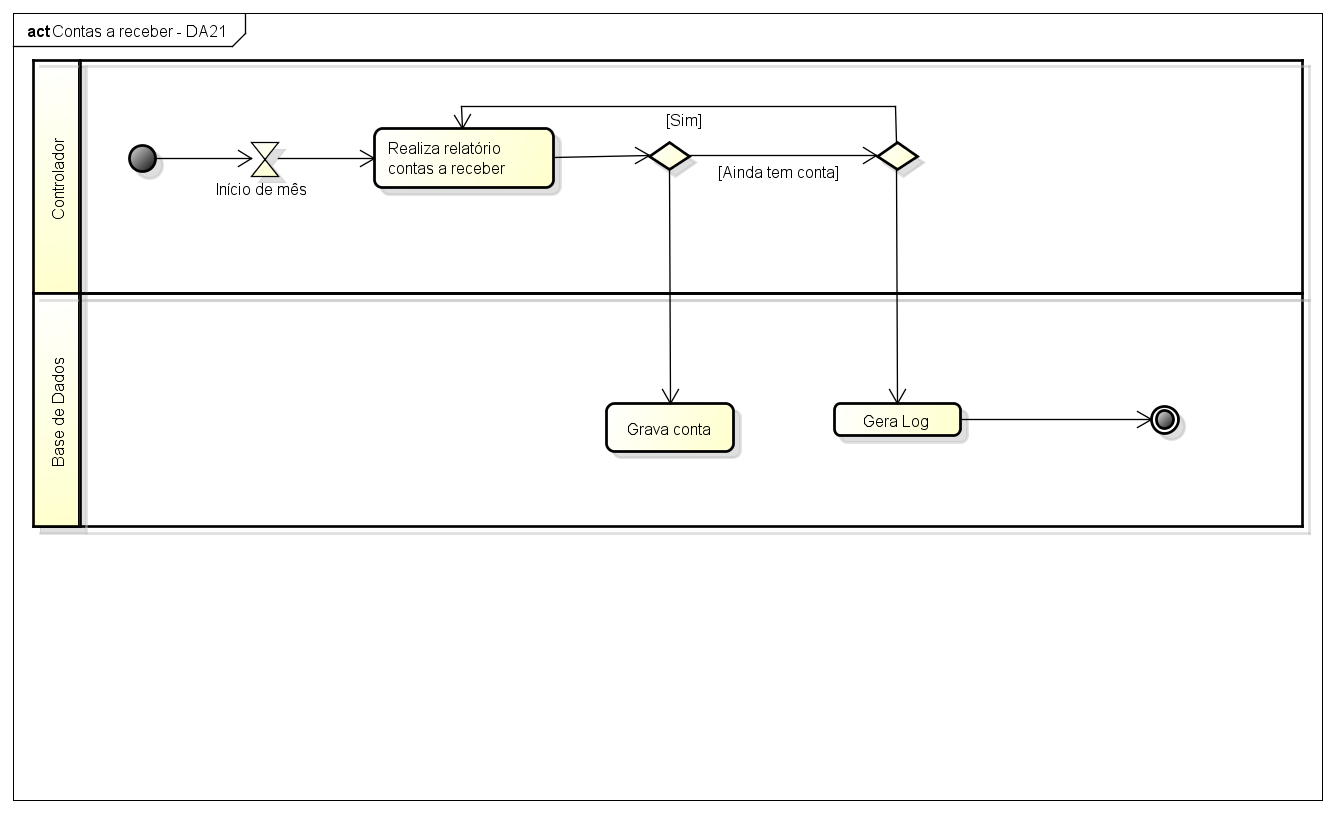 act Contas a receber - DA21
Controlador
[Sim]
Realiza relatório
contas a receber
[Ainda tem conta]
Início de mês
Base de Dados
Grava conta
Gera Log